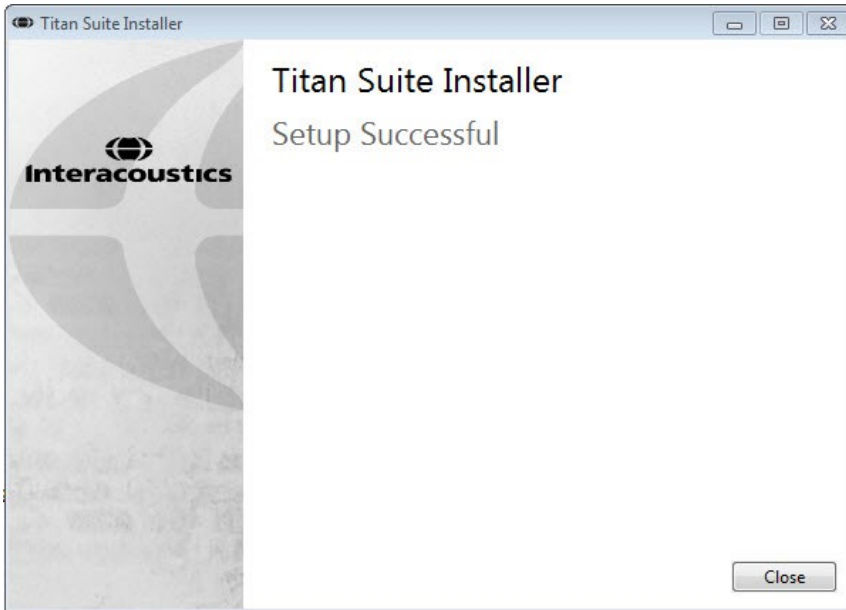 Titan Suite Installer
Titan Suite Installer
Setup Successful
Interacoustics
Close